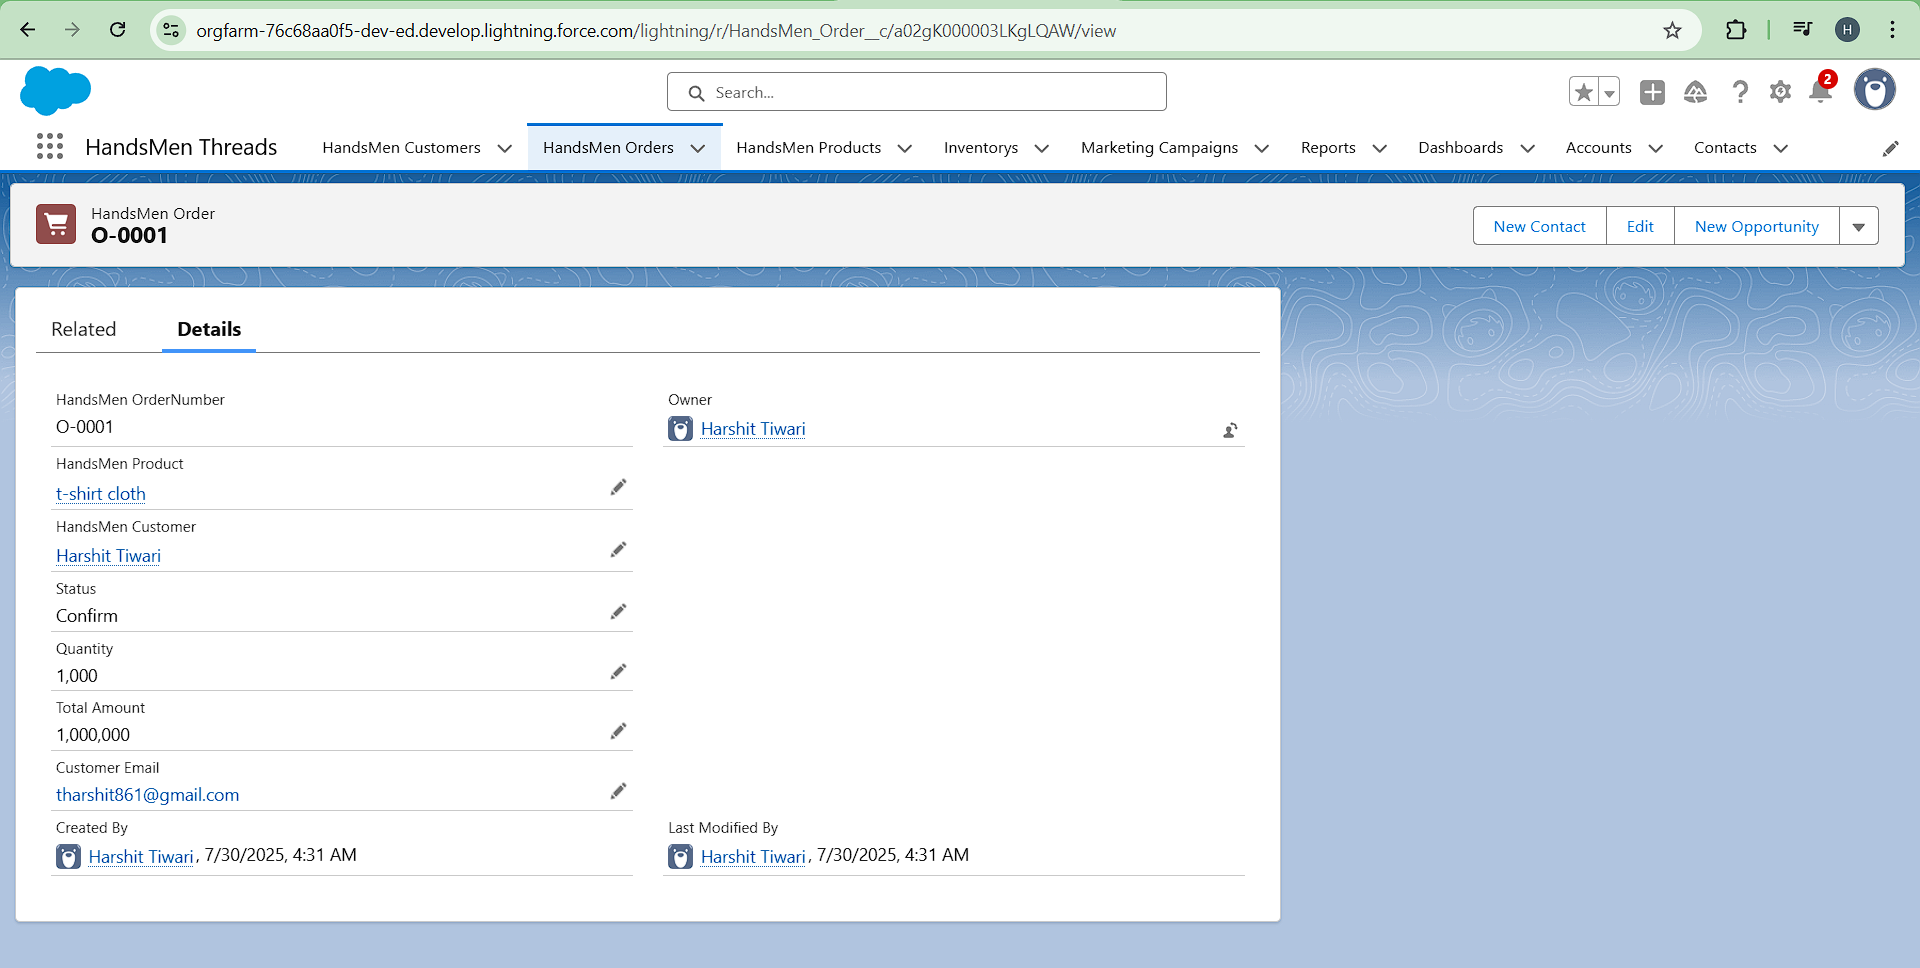 orgfarm-76c68aa0f5-dev-ed.develop.lightning.force.com/lightning/r/HandsMen_Order__c/a02gK000003LKgLQAW/view
H
Search...
2
HandsMen Threads
HandsMen Customers
HandsMen Orders
HandsMen Products
Inventorys
Marketing Campaigns
Reports
Dashboards
Accounts
Contacts
HandsMen Order
O-0001
New Contact
Edit
New Opportunity
Related
Details
HandsMen OrderNumber
O-0001
Owner
Harshit Tiwari
HandsMen Product
t-shirt cloth
HandsMen Customer
Harshit Tiwari
Status
Confirm
Quantity
1,000
Total Amount
1,000,000
Customer Email
tharshit861@gmail.com
Created By
Harshit Tiwari, 7/30/2025, 4:31 AM
Last Modified By
Harshit Tiwari, 7/30/2025, 4:31 AM